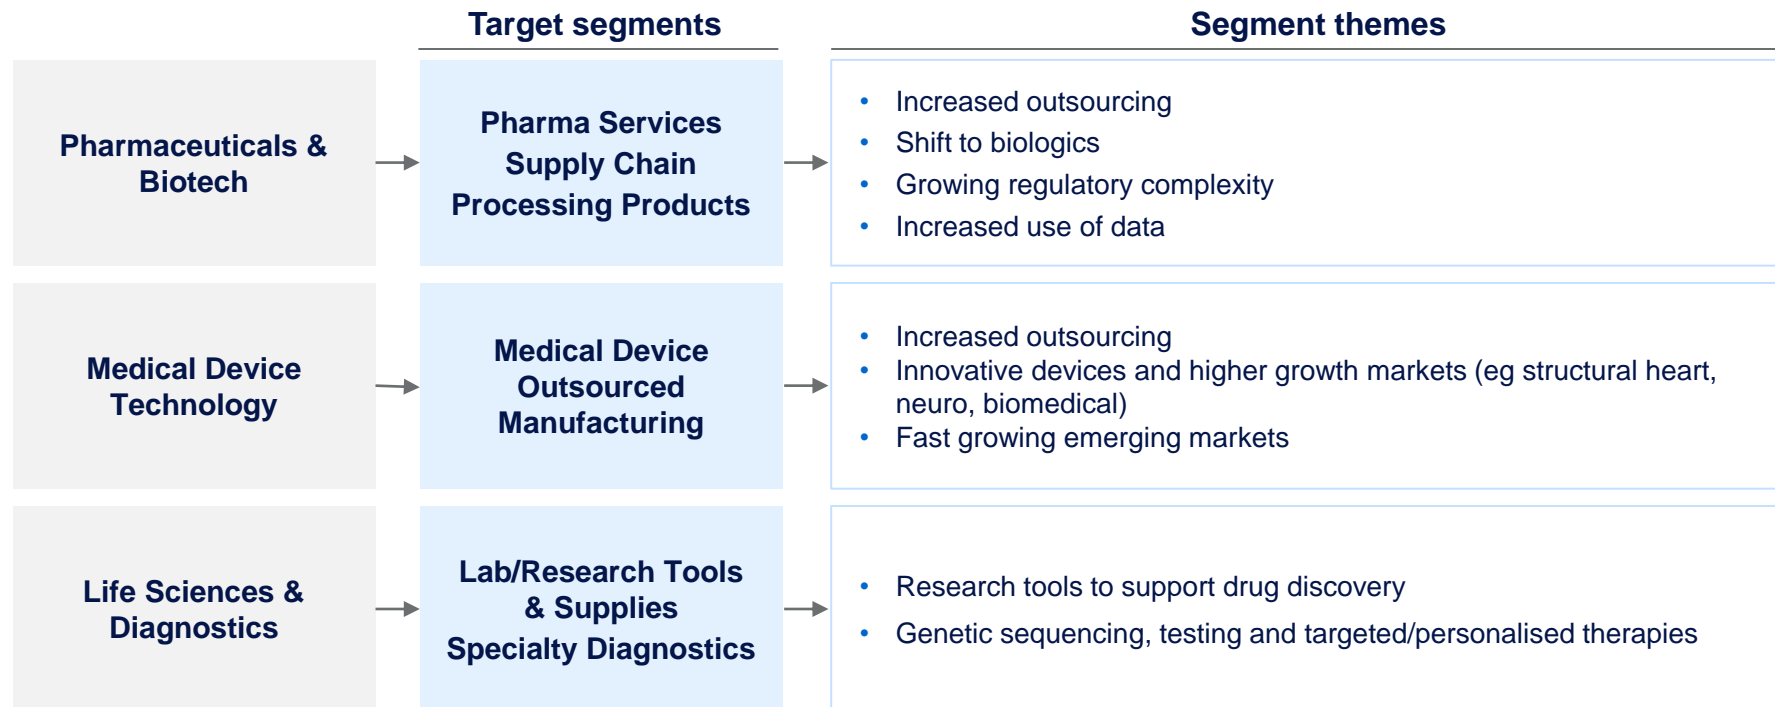 Target segments
Segment themes
Pharmaceuticals &
Biotech
Pharma Services
Supply Chain
Processing Products
• Increased outsourcing
• Shift to biologics
• Growing regulatory complexity
• Increased use of data
Medical Device
Technology
Medical Device
Outsourced
Manufacturing
• Increased outsourcing
• Innovative devices and higher growth markets (eg structural heart,
neuro, biomedical)
• Fast growing emerging markets
Life Sciences &
Diagnostics
Lab/Research Tools
& Supplies
Specialty Diagnostics
• Research tools to support drug discovery
• Genetic sequencing, testing and targeted/personalised therapies